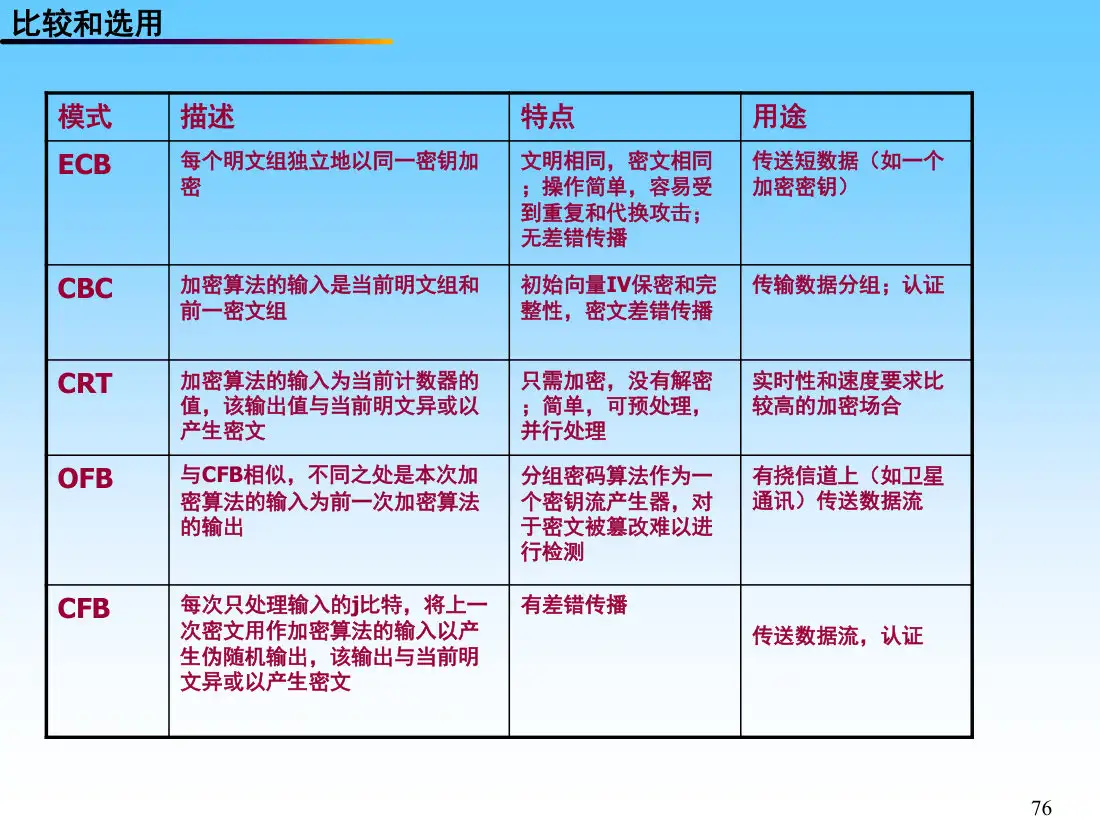 比较和选用
模式
描述
特点
用途
ECB
每个明文组独立地以同一密钥加
密
文明相同，密文相同
；操作简单，容易受
到重复和代换攻击；
无差错传播
传送短数据（如一个
加密密钥）
CBC
加密算法的输入是当前明文组和
前一密文组
初始向量IV保密和完
整性，密文差错传播
传输数据分组；认证
CRT
加密算法的输入为当前计数器的
值，该输出值与当前明文异或以
产生密文
只需加密，没有解密
；简单，可预处理，
并行处理
实时性和速度要求比
较高的加密场合
OFB
与CFB相似，不同之处是本次加
密算法的输入为前一次加密算法
的输出
分组密码算法作为一
个密钥流产生器，对
于密文被篡改难以进
行检测
有挠信道上（如卫星
通讯）传送数据流
CFB
每次只处理输入的j比特，将上一
次密文用作加密算法的输入以产
生伪随机输出，该输出与当前明
文异或以产生密文
有差错传播
传送数据流，认证
76